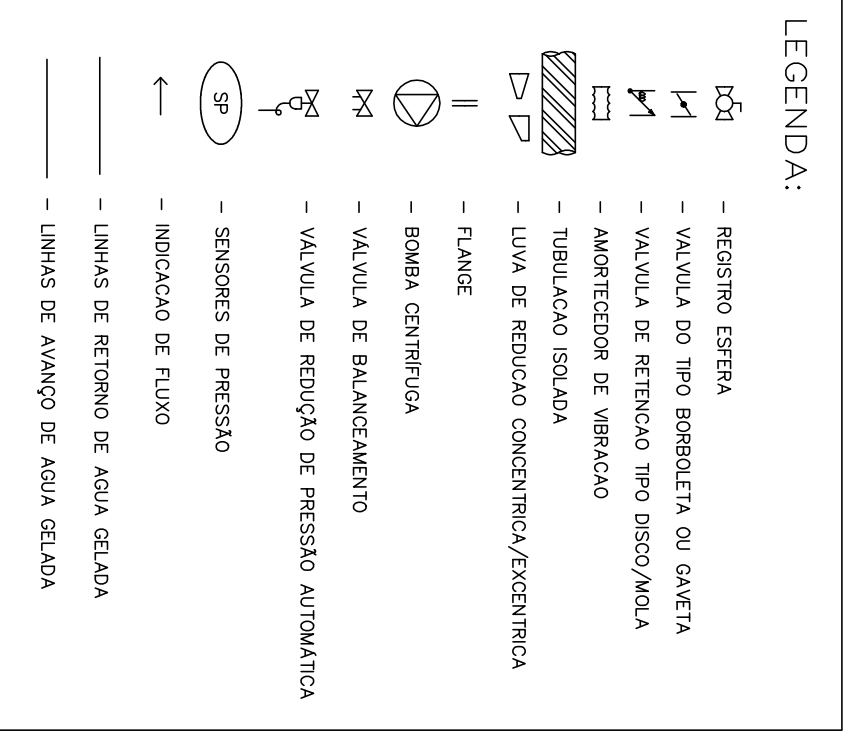 LEGENDA:
- REGISTRO ESFERA
- VALVULA DO TIPO BORBOLETA OU GAVETA
m - VALVULA DE RETENCAO TIPO DISCO/MOLA
- AMORTECEDOR DE VIBRACAO
- TUBULACAO ISOLADA
- LUVA DE REDUCAO CONCENTRICA/EXCENTRICA
- FLANGE
- BOMBA CENTRÍFUGA
- VÁLVULA DE BALANCEAMENTO
- VÁLVULA DE REDUÇÃO DE PRESSÃO AUTOMÁTICA
SP - SENSORES DE PRESSÃO
- INDICACAO DE FLUXO
- LINHAS DE RETORNO DE AGUA GELADA
- LINHAS DE AVANÇO DE AGUA GELADA